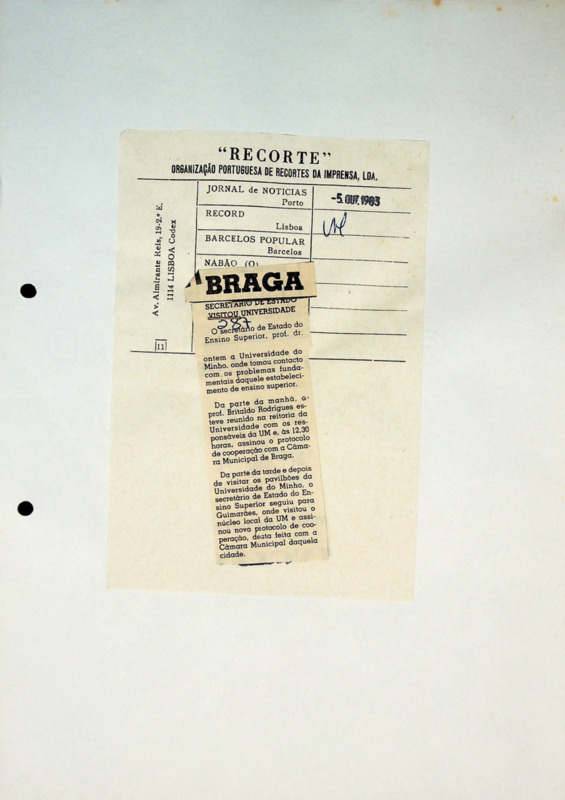 "RECORTE"
ORGANIZAÇÃO PORTUGUESA DE RECORTES DA IMPRENSA, LDA.
Av. Almirante Reis, 19-2.º E.
1114 LISBOA Codex
11
JORNAL de NOTICIAS
Porto
-5. OUT. 1983
RECORD
Lisboa
BARCELOS POPULAR
Barcelos
NABÃO (O)
BRAGA
SECRETÁRIO DE ESTADO
VISITOU UNIVERSIDADE
287
O secretário de Estado do
Ensino Superior, prof. dr.
ontem a Universidade do
Minho, onde tomou contacto
com os problemas funda-
mentais daquele estabeleci-
mento de ensino superior.
Da parte da manhã, o
prof. Britaldo Rodrigues es-
teve reunido na reitoria da
Universidade com os res-
ponsáveis da UM e, às 12,30
horas, assinou o protocolo
de cooperação com a Câma-
ra Municipal de Braga.
Da parte da tarde e depois
de visitar os pavilhões da
Universidade do Minho, o
secretário de Estado do En-
sino Superior seguiu para
Guimarães, onde visitou o
núcleo local da UM e assi-
nou novo protocolo de coo-
peração, desta feita com a
Câmara Municipal daquela
cidade.